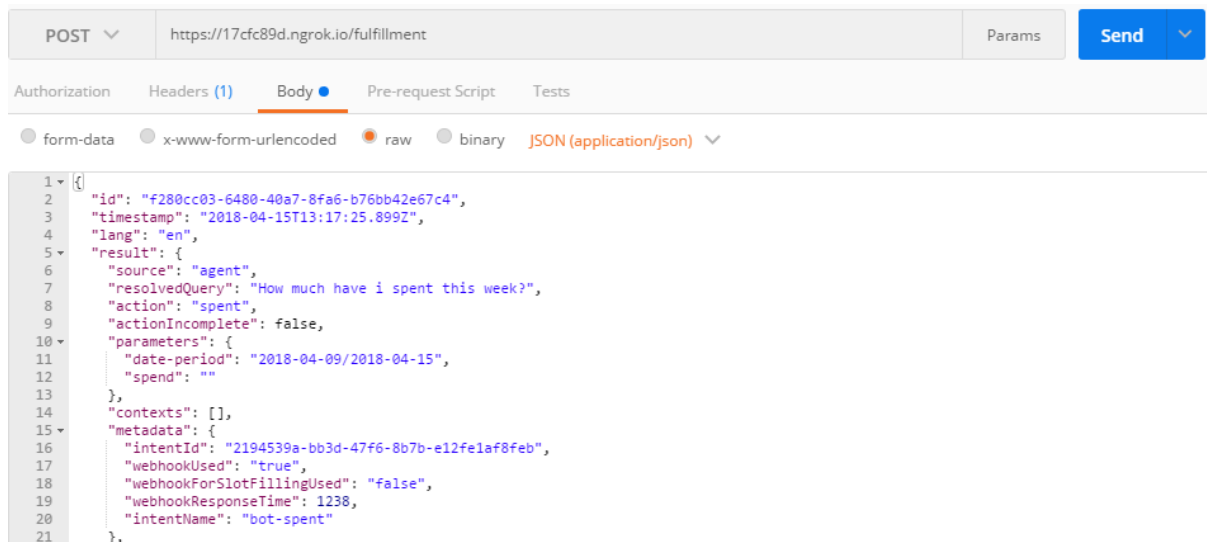 POST https://17cfc89d.ngrok.io/fulfillment Params Send
Authorization Headers (1) Body Pre-request Script Tests
form-data x-www-form-urlencoded raw binary JSON (application/json)
1 {
2 "id": "f280cc03-6480-40a7-8fa6-b76bb42e67c4",
3 "timestamp": "2018-04-15T13:17:25.899Z",
4 "lang": "en",
5 "result": {
6 "source": "agent",
7 "resolvedQuery": "How much have i spent this week?",
8 "action": "spent",
9 "actionIncomplete": false,
10 "parameters": {
11 "date-period": "2018-04-09/2018-04-15",
12 "spend": ""
13 },
14 "contexts": [],
15 "metadata": {
16 "intentId": "2194539a-bb3d-47f6-8b7b-e12fe1af8feb",
17 "webhookUsed": "true",
18 "webhookForSlotFillingUsed": "false",
19 "webhookResponseTime": 1238,
20 "intentName": "bot-spent"
21 },